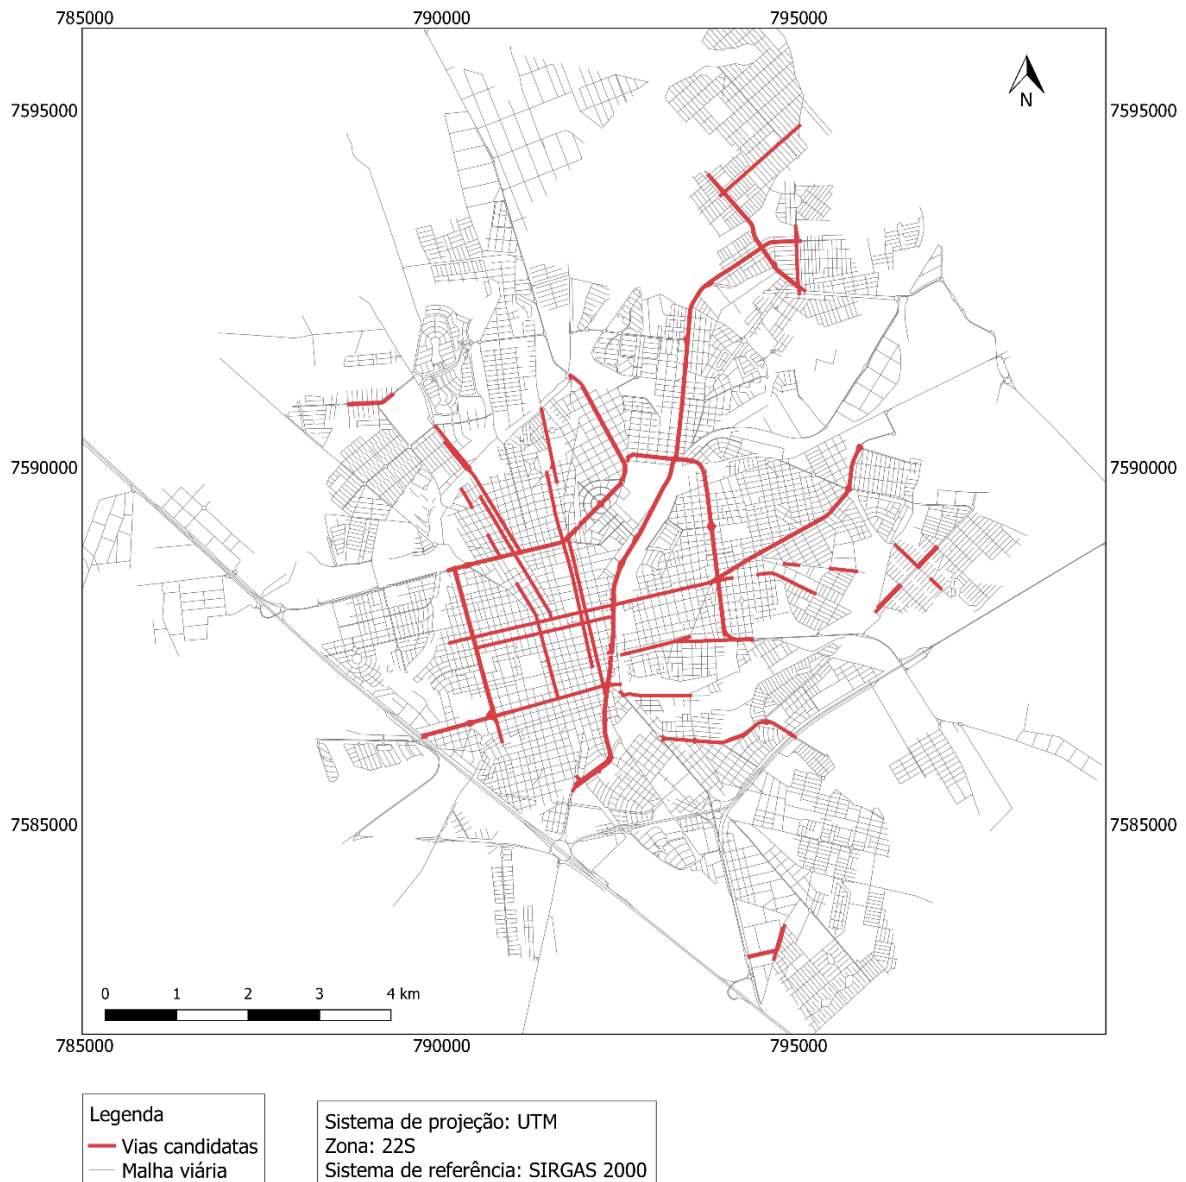 785000 790000 795000
N
7595000 7595000
7590000 7590000
7585000 7585000
0 1 2 3 4 km
785000 790000 795000
Legenda
Vias candidatas
Malha viária
Sistema de projeção: UTM
Zona: 22S
Sistema de referência: SIRGAS 2000